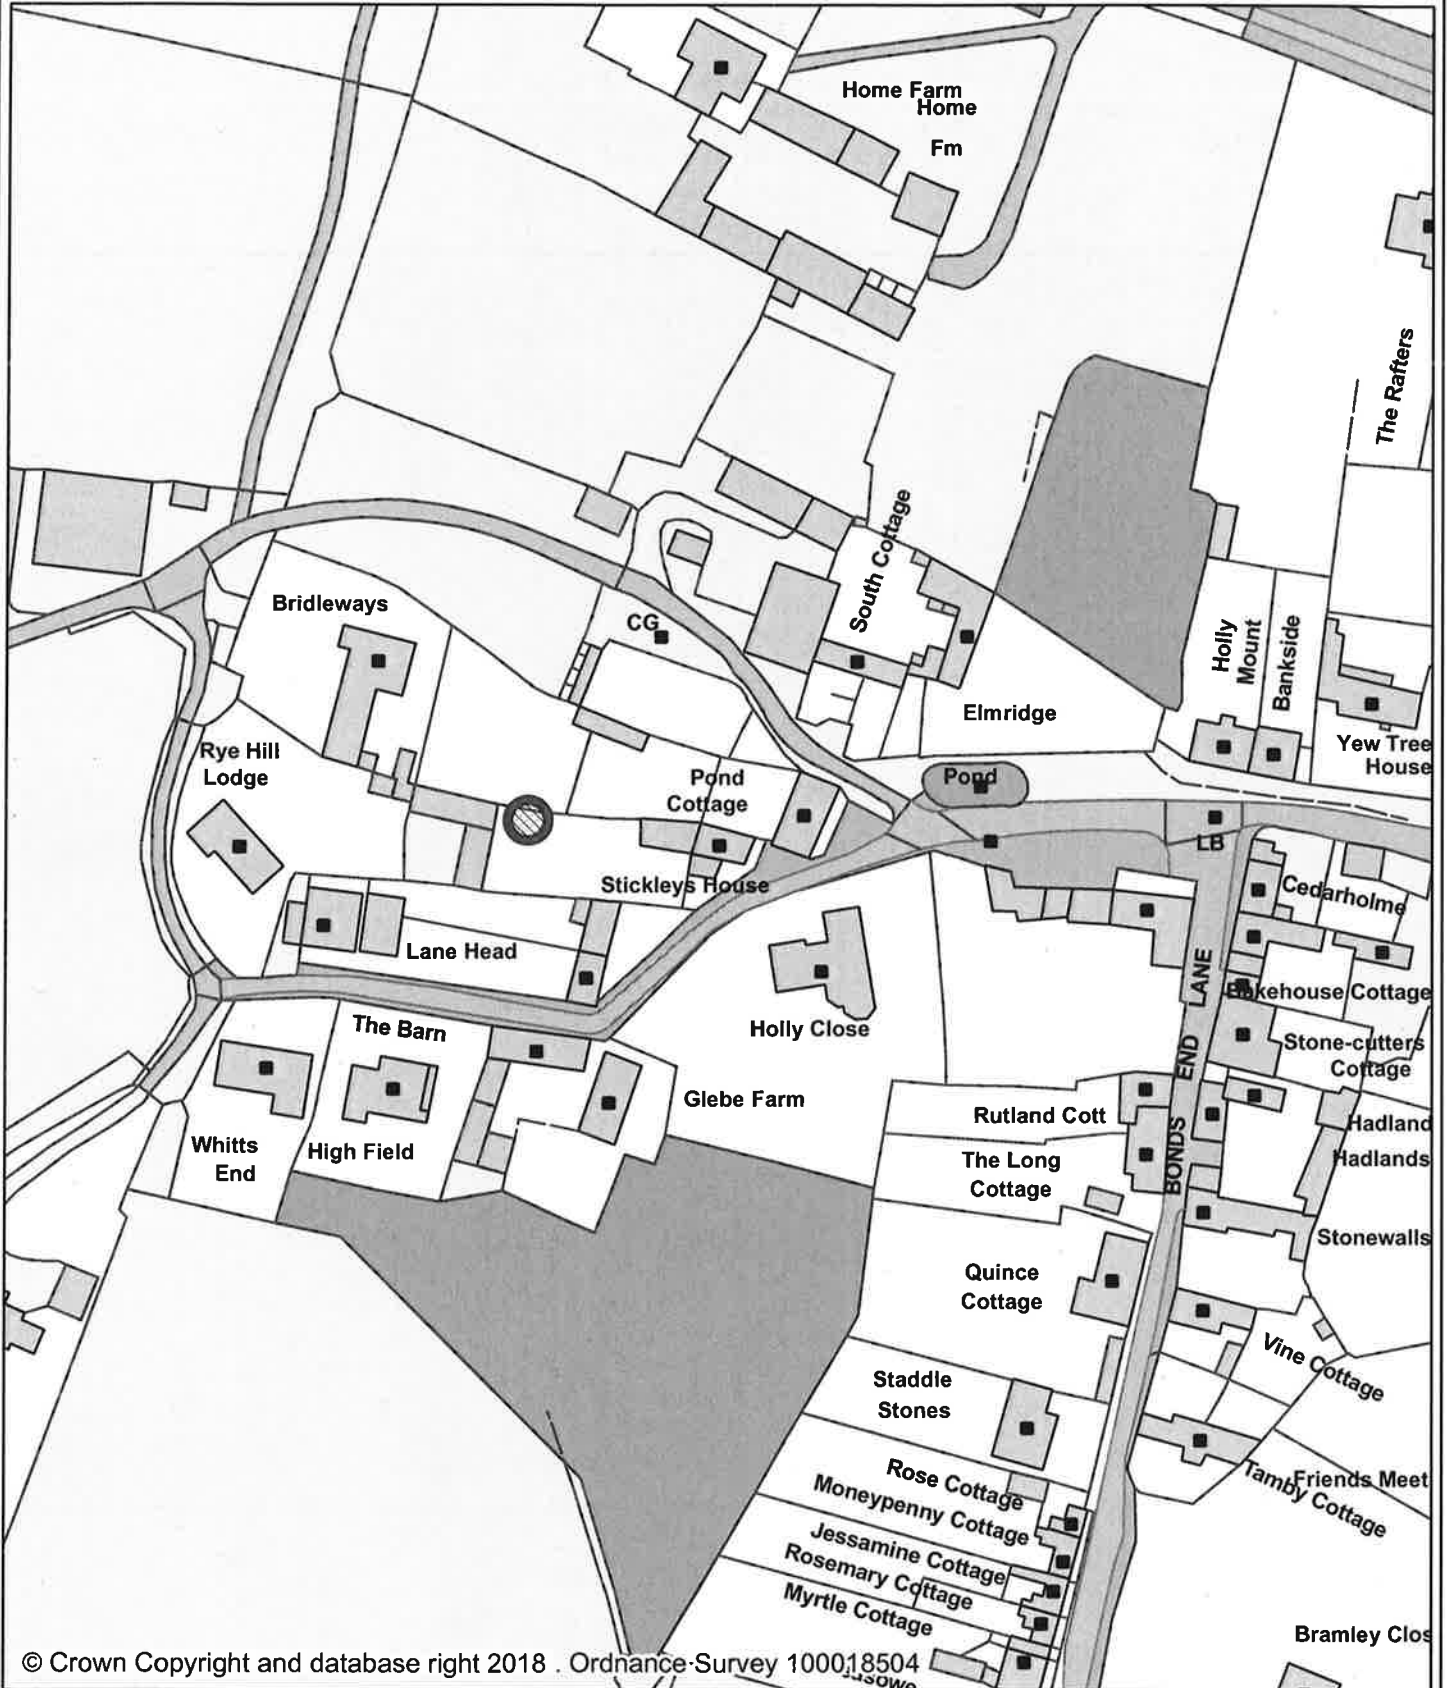 Home Farm
Home
Fm
The Rafters
South Cottage
Bridleways
CG
Holly
Mount
Bankside
Elmridge
Rye Hill
Lodge
Pond
Cottage
Pond
Yew Tree
House
LB
Stickleys House
Cedarholme
Lane Head
Bakehouse Cottage
The Barn
Holly Close
Stone-cutters
Cottage
BONDS END LANE
Glebe Farm
Rutland Cott
Hadland
Whitts
End
High Field
The Long
Cottage
Hadlands
Stonewalls
Quince
Cottage
Vine Cottage
Staddle
Stones
Rose Cottage
Moneypenny Cottage
Friends Meet
Tamby Cottage
Jessamine Cottage
Rosemary Cottage
Myrtle Cottage
Bramley Clos
© Crown Copyright and database right 2018 . Ordnance Survey 100018504